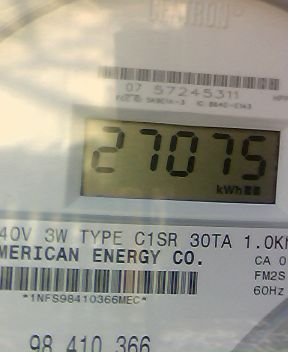 CENTRON
07 57245311
27075
kWh
40V 3W TYPE C1SR 30TA 1.0K
MERICAN ENERGY CO.
CA 0
FM2S
60Hz
*1NFS98410366MEC*
98 410 366